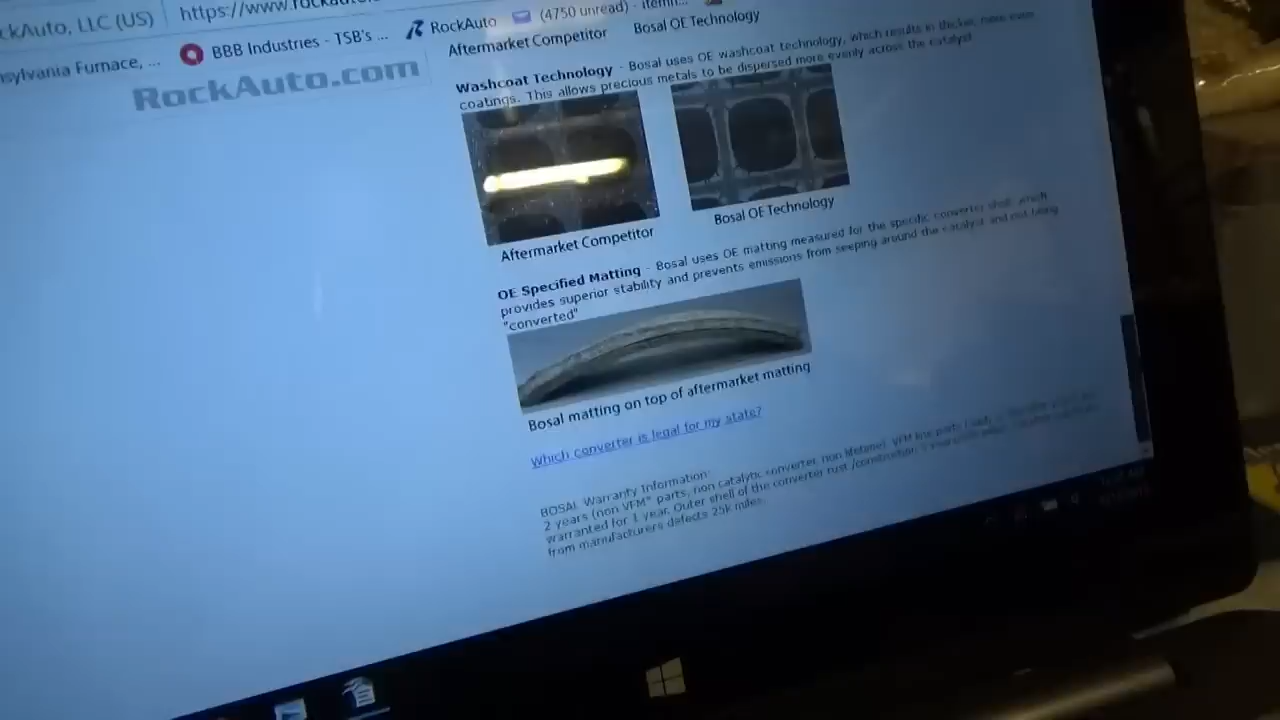 ckAuto, LLC (US)
https://www.rockauto.
nsylvania Furnace, ...
BBB Industries - TSB's ...
RockAuto
(4750 unread) -
RockAuto.com
Aftermarket Competitor
Bosal OE Technology
Washcoat Technology - Bosal uses OE washcoat technology, which results in thicker, more even
coatings. This allows precious metals to be dispersed more evenly across the catalyst
Aftermarket Competitor
Bosal OE Technology
OE Specified Matting - Bosal uses OE matting measured for the specific converter shell, which
provides superior stability and prevents emissions from seeping around the catalyst and not being
"converted"
Bosal matting on top of aftermarket matting
Which converter is legal for my state?
BOSAL Warranty Information:
2 years (non VFM* parts, non catalytic converter, non Metanel). VFM line parts
warranted for 1 year. Outer shell of the converter rust /construction:
from manufacturers defects 25k miles.